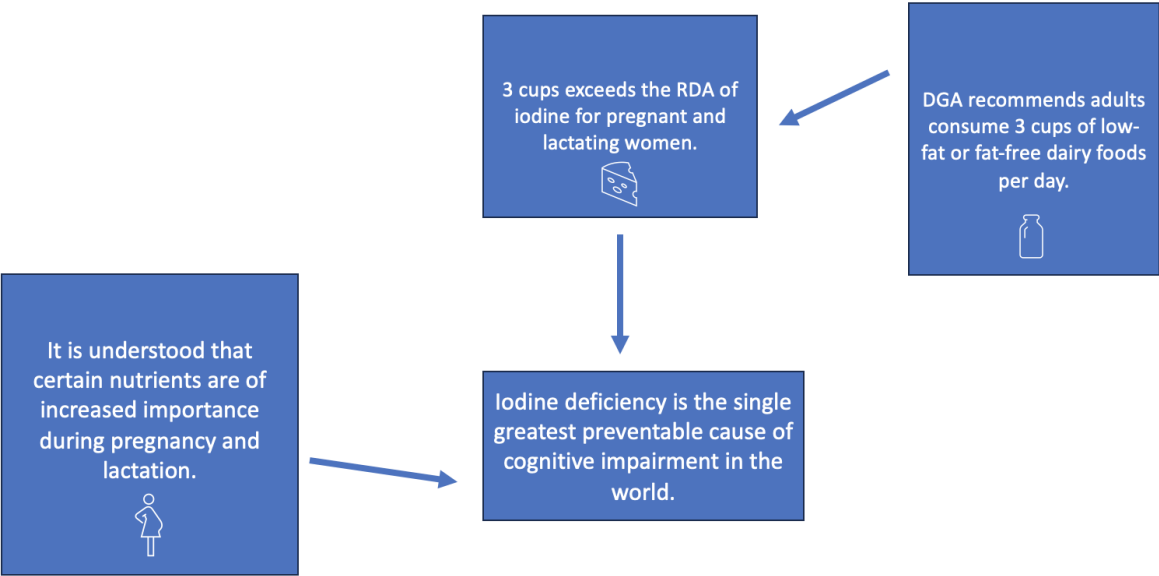 3 cups exceeds the RDA of
iodine for pregnant and
lactating women.
DGA recommends adults
consume 3 cups of low-
fat or fat-free dairy foods
per day.
It is understood that
certain nutrients are of
increased importance
during pregnancy and
lactation.
Iodine deficiency is the single
greatest preventable cause of
cognitive impairment in the
world.